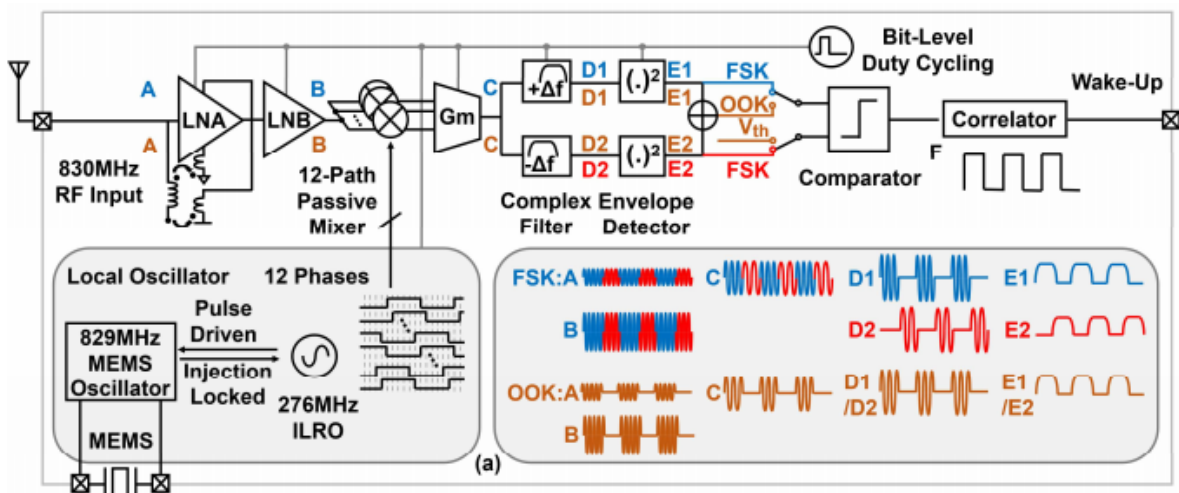 Bit-Level
Duty Cycling
A
LNA
LNB
B
Gm
C
+Δf
D1
D1
(.)²
E1
E1
FSK
OOK
Vth
Wake-Up
A
B
C
-Δf
D2
D2
(.)²
E2
E2
FSK
Comparator
F
Correlator
830MHz
RF Input
12-Path
Passive
Mixer
Complex
Filter
Envelope
Detector
Local Oscillator
12 Phases
Pulse
Driven
829MHz
MEMS
Oscillator
Injection
Locked
276MHz
ILRO
MEMS
FSK:A
C
D1
E1
B
D2
E2
OOK:A
C
D1
/D2
E1
/E2
B
(a)